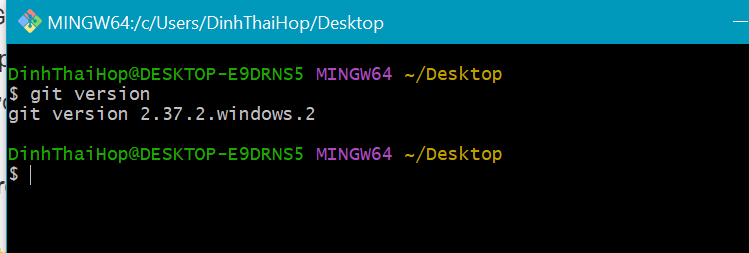 MINGW64:/c/Users/DinhThaiHop/Desktop
DinhThaiHop@DESKTOP-E9DRNS5 MINGW64 ~/Desktop
$ git version
git version 2.37.2.windows.2
DinhThaiHop@DESKTOP-E9DRNS5 MINGW64 ~/Desktop
$